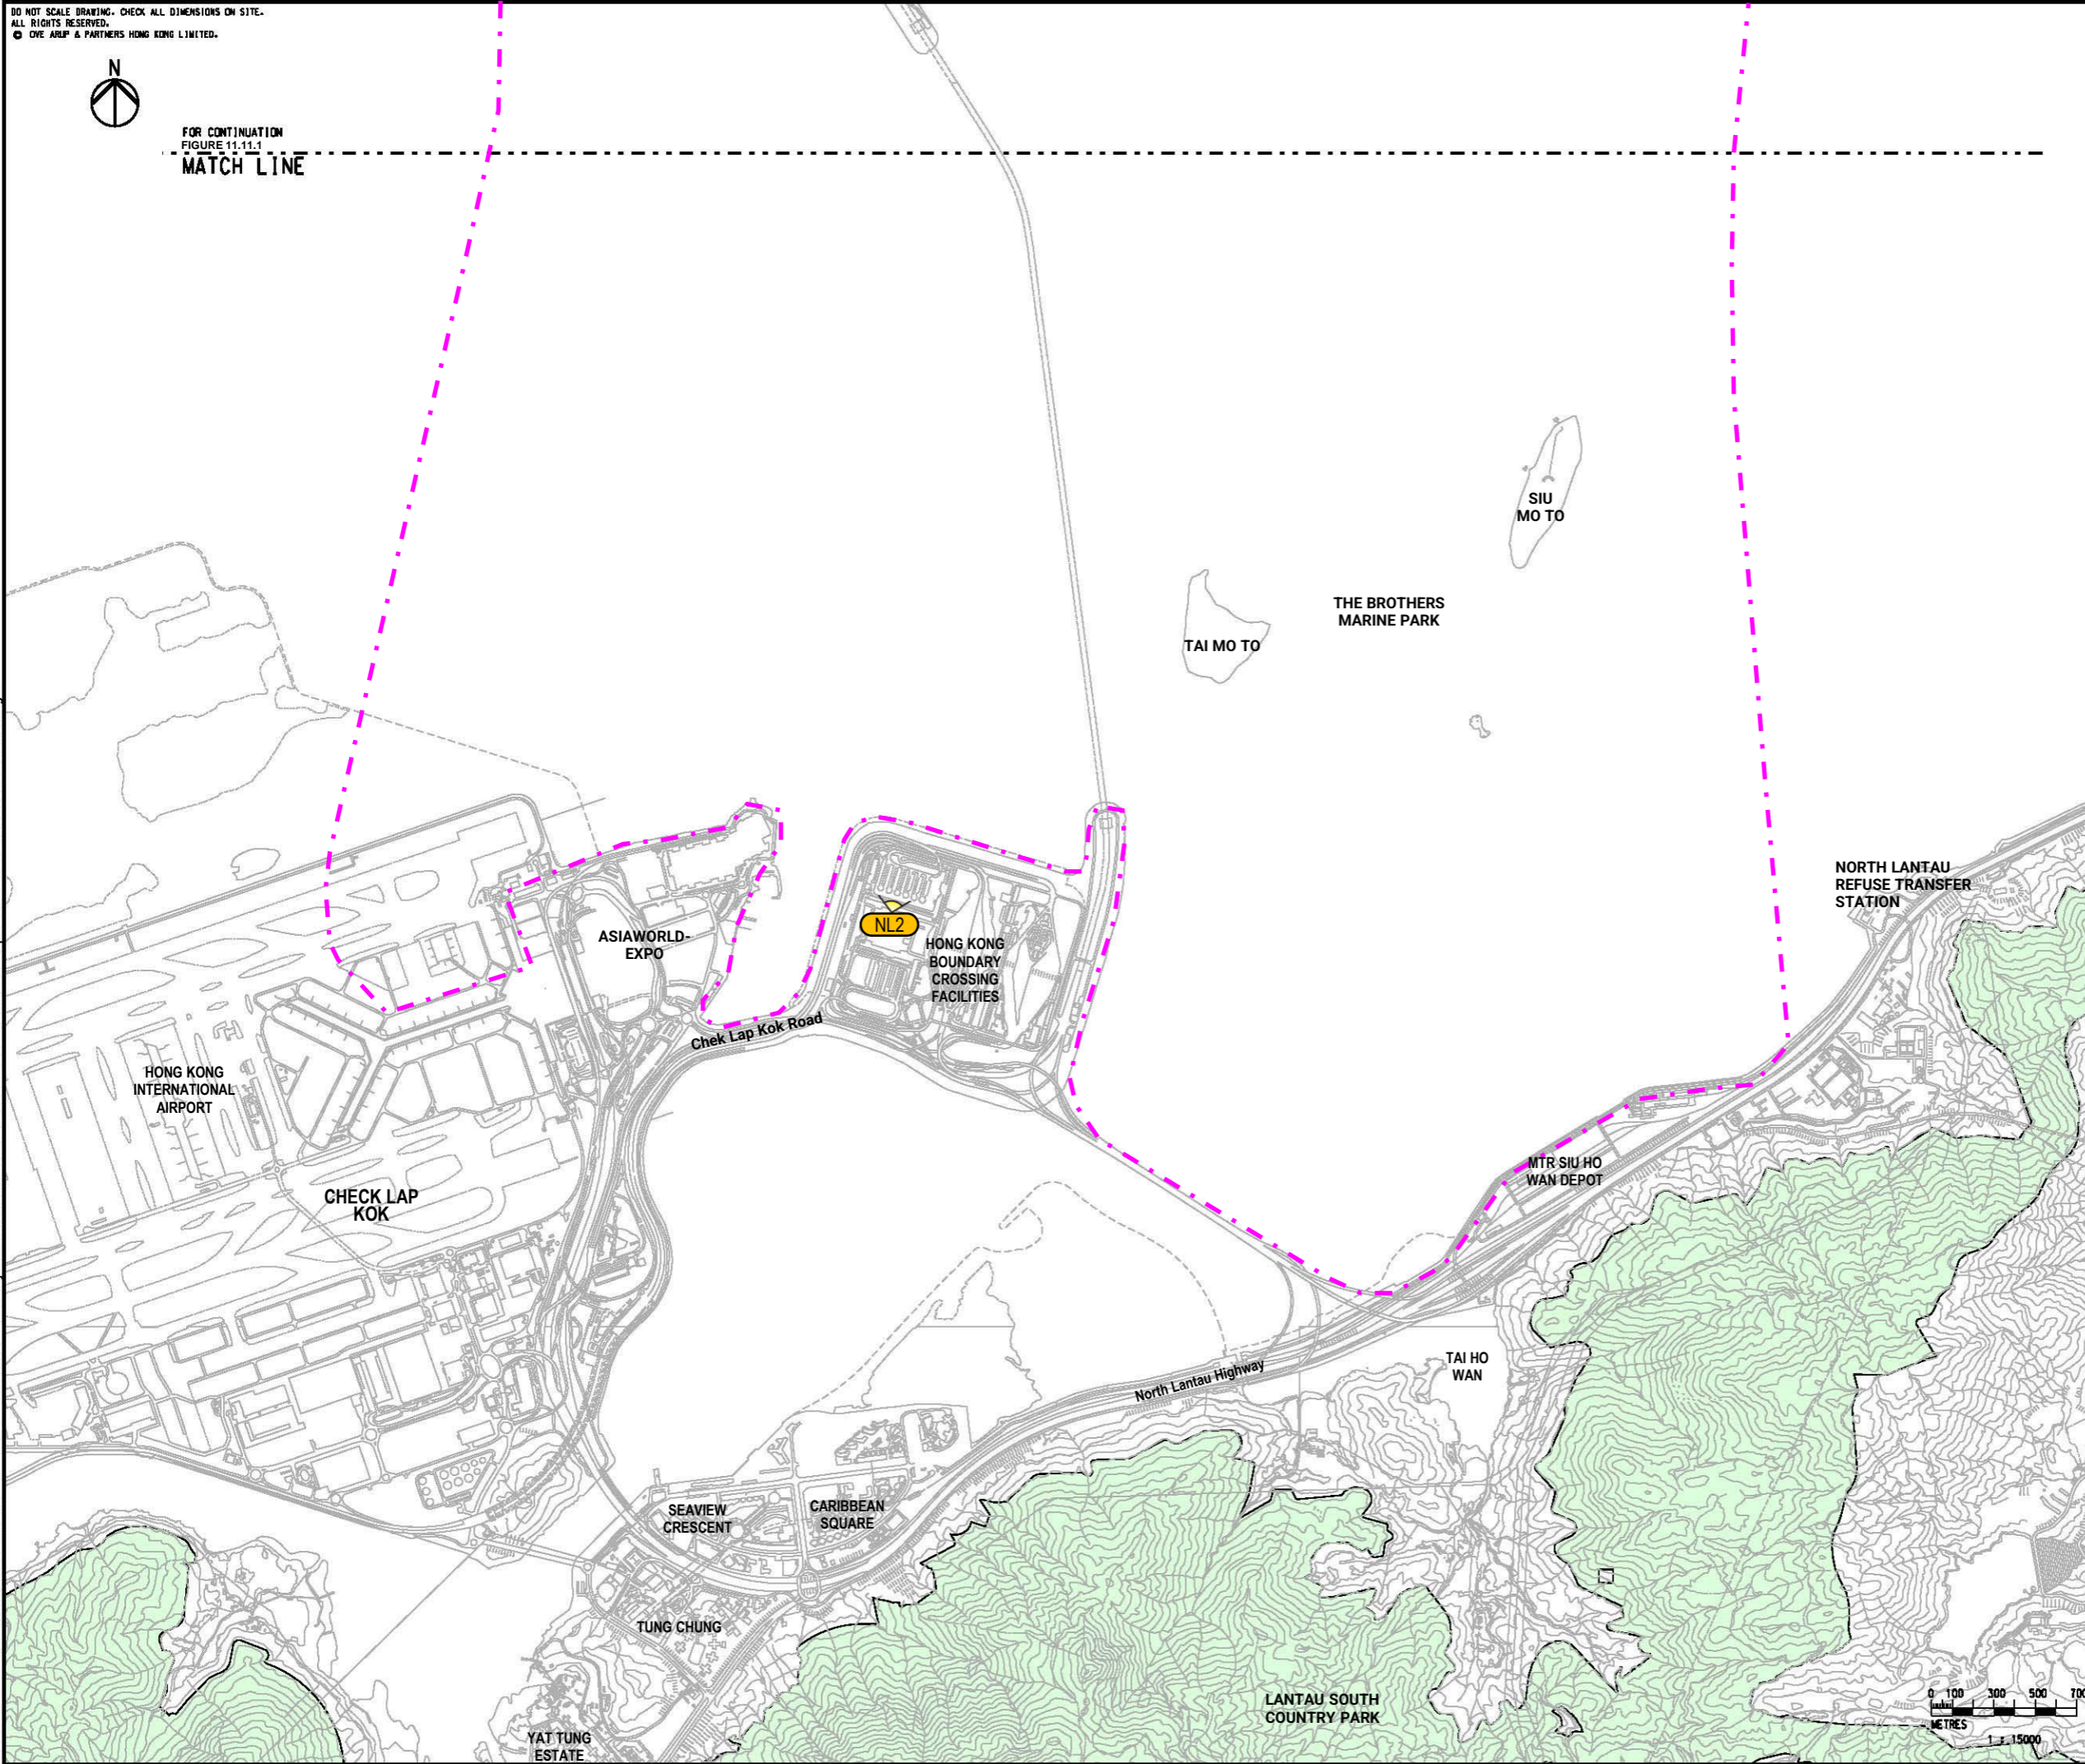 DO NOT SCALE DRAWING. CHECK ALL DIMENSIONS ON SITE.
ALL RIGHTS RESERVED.
© OVE ARUP & PARTNERS HONG KONG LIMITED.
N
FOR CONTINUATION
FIGURE 11.11.1
MATCH LINE
SIU
MO TO
THE BROTHERS
MARINE PARK
TAI MO TO
NORTH LANTAU
REFUSE TRANSFER
STATION
NL2
ASIAWORLD-
EXPO
HONG KONG
BOUNDARY
CROSSING
FACILITIES
Chek Lap Kok Road
HONG KONG
INTERNATIONAL
AIRPORT
CHECK LAP
KOK
MTR SIU HO
WAN DEPOT
TAI HO
WAN
North Lantau Highway
SEAVIEW
CRESCENT
CARIBBEAN
SQUARE
TUNG CHUNG
LANTAU SOUTH
COUNTRY PARK
YAT TUNG
ESTATE
0 100 300 500 700
METRES
1 : 15000